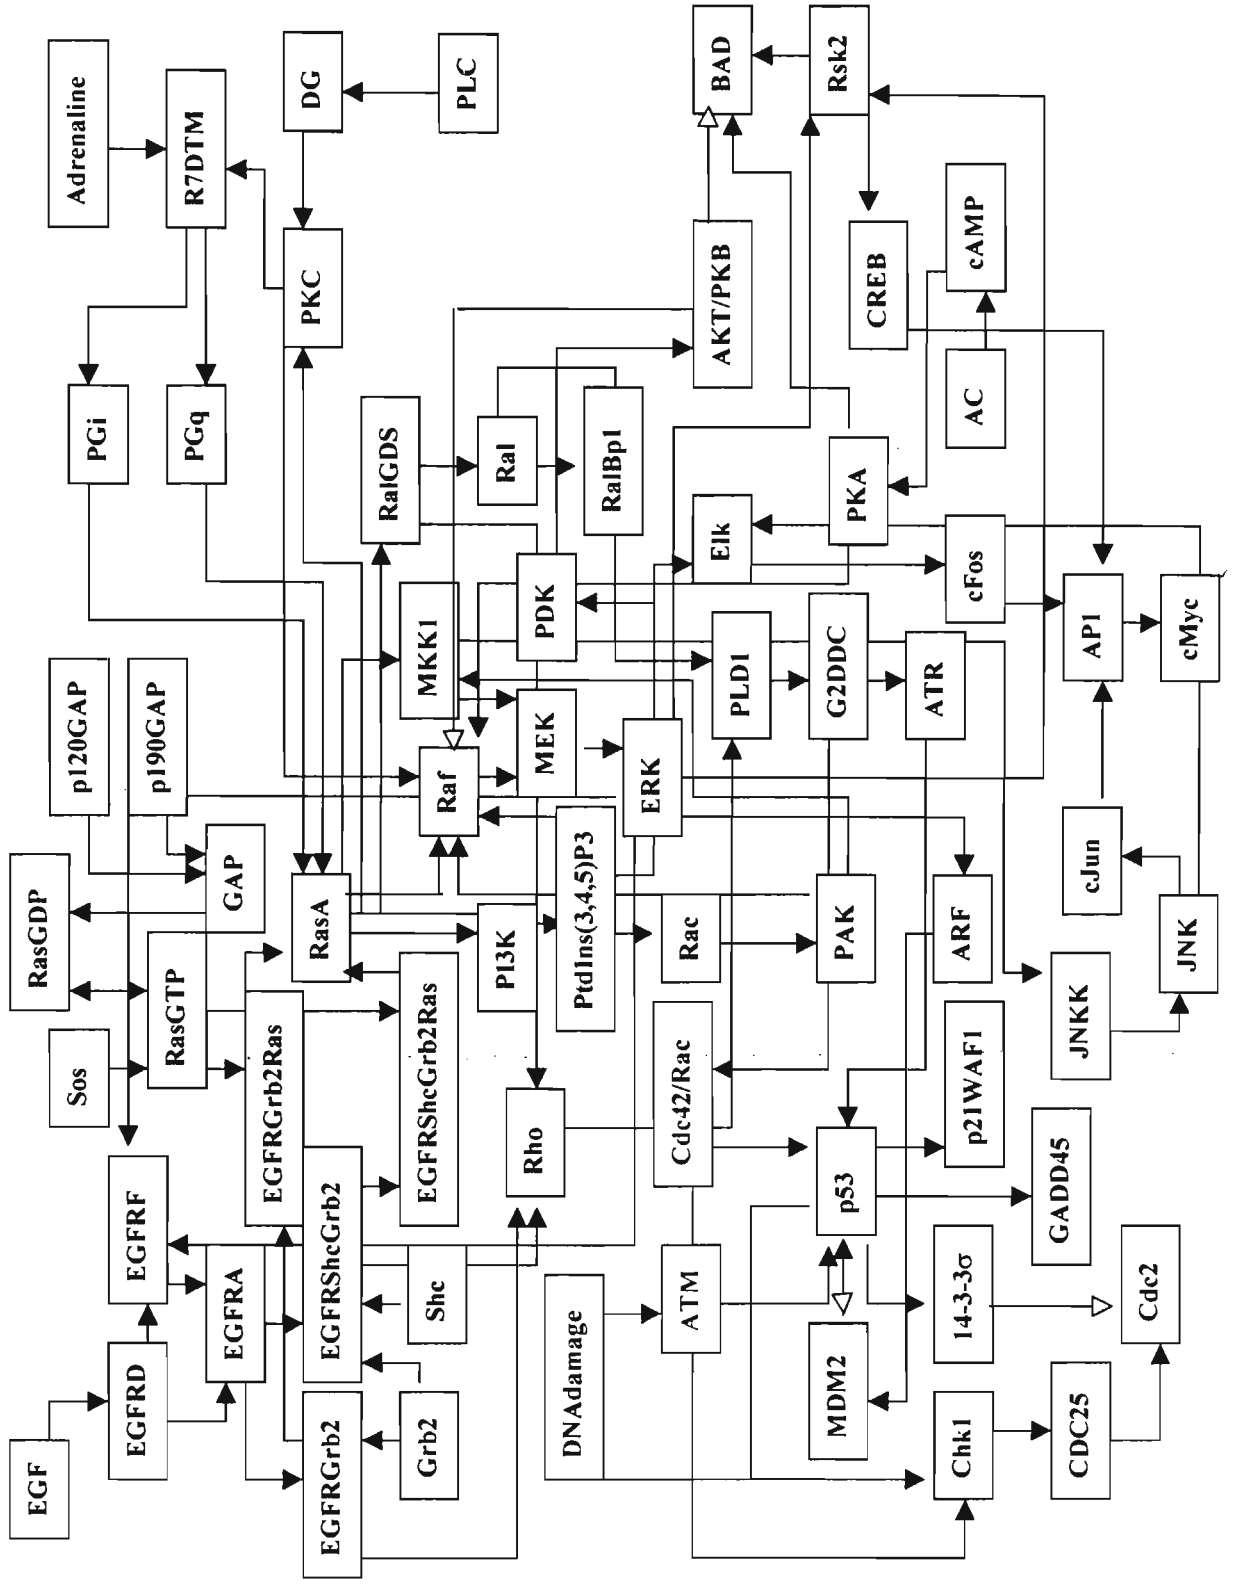 EGF
EGFRD
EGFRF
EGFRA
EGFRGrb2
Grb2
EGFRShcGrb2
Shc
EGFRGrb2Ras
EGFRShcGrb2Ras
Sos
RasGTP
RasGDP
GAP
p120GAP
p190GAP
RasA
PGi
PGq
R7DTM
Adrenaline
PKC
DG
PLC
RalGDS
Ral
RalBp1
MKK1
PDK
Raf
MEK
ERK
PI3K
PtdIns(3,4,5)P3
Rac
Rho
Cdc42/Rac
PAK
PLD1
G2DDC
ATR
Elk
PKA
AKT/PKB
BAD
Rsk2
CREB
cAMP
AC
cFos
AP1
cMyc
cJun
JNK
JNKK
ARF
p21WAF1
GADD45
p53
MDM2
ATM
DNAdamage
14-3-3σ
Chk1
CDC25
Cdc2